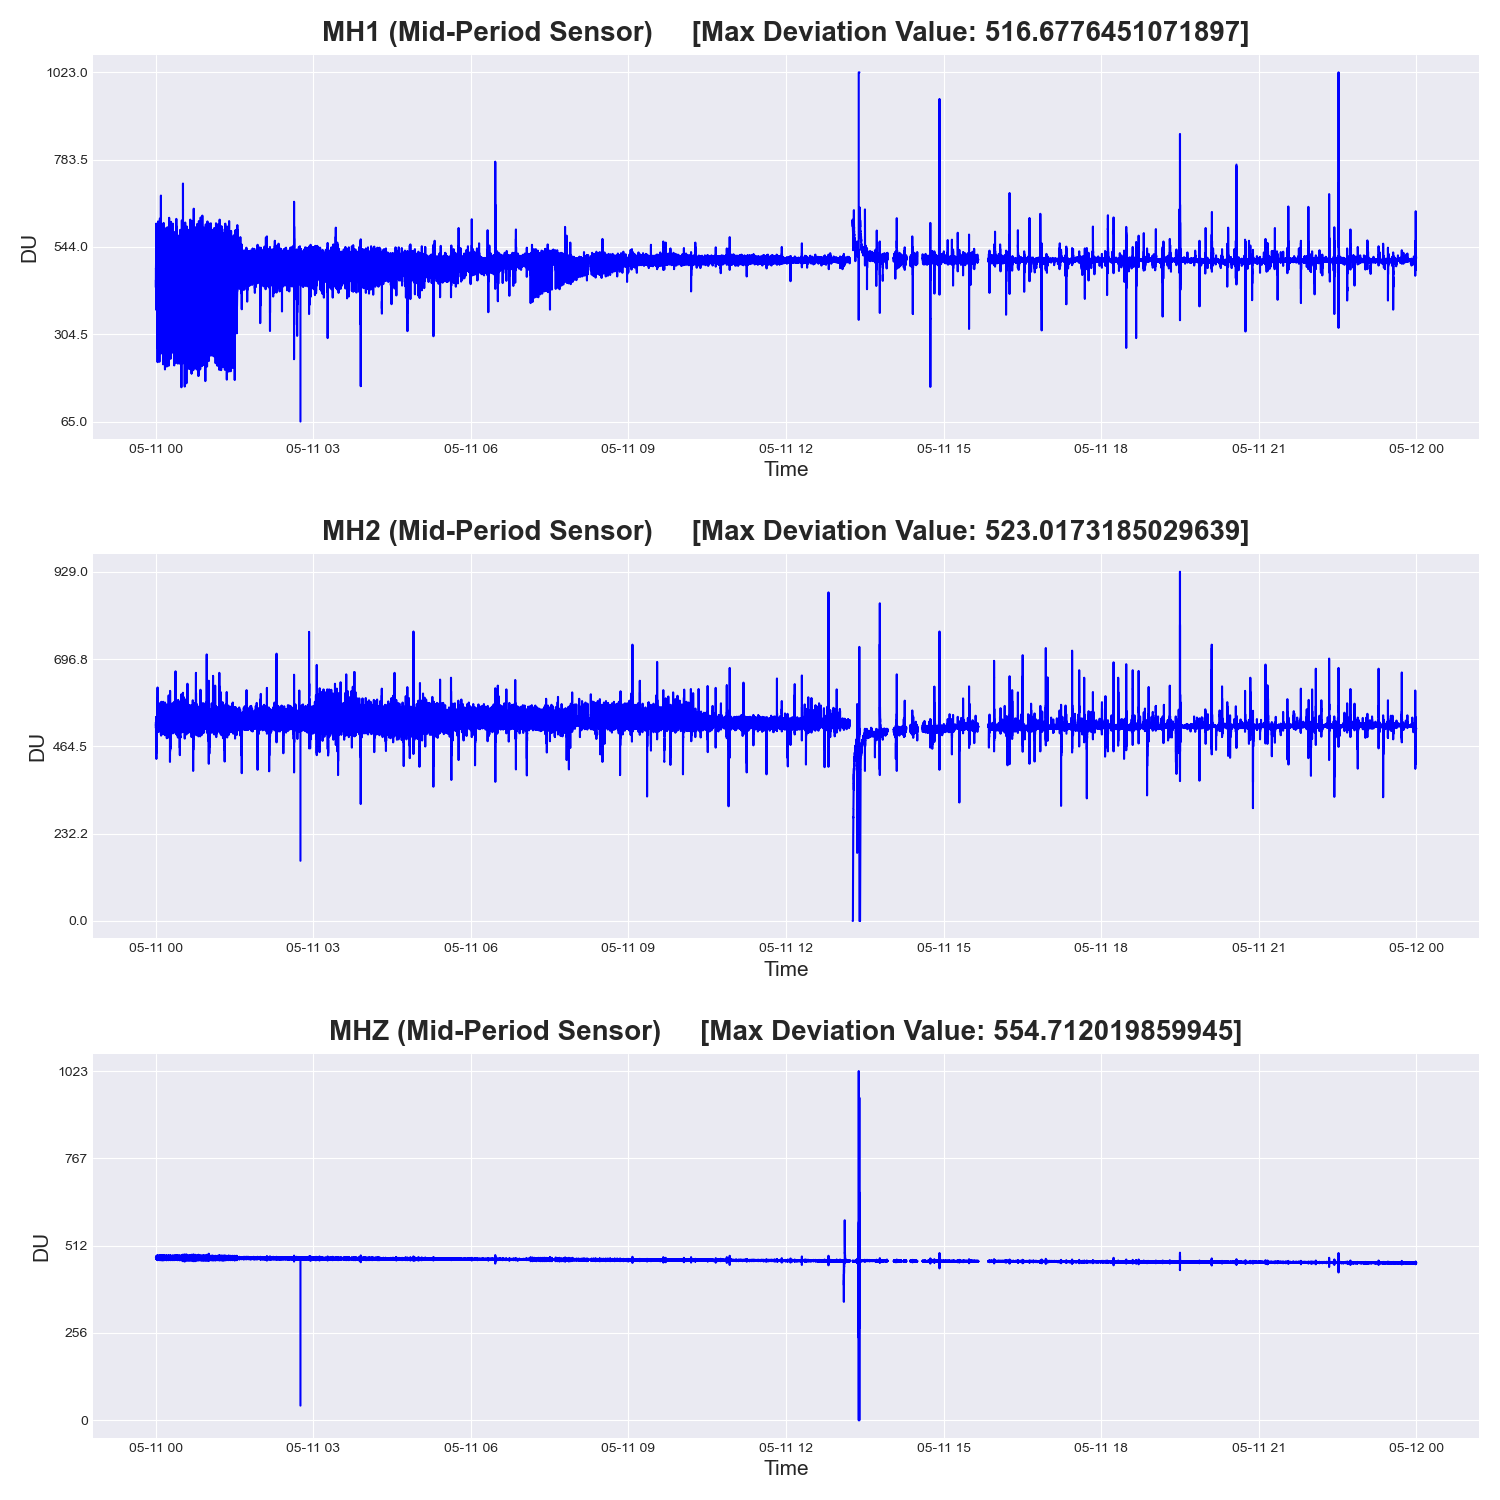 MH1 (Mid-Period Sensor) [Max Deviation Value: 516.6776451071897]
1023.0
783.5
544.0
304.5
65.0
DU
05-11 00 05-11 03 05-11 06 05-11 09 05-11 12 05-11 15 05-11 18 05-11 21 05-12 00
Time
MH2 (Mid-Period Sensor) [Max Deviation Value: 523.0173185029639]
929.0
696.8
464.5
232.2
0.0
DU
05-11 00 05-11 03 05-11 06 05-11 09 05-11 12 05-11 15 05-11 18 05-11 21 05-12 00
Time
MHZ (Mid-Period Sensor) [Max Deviation Value: 554.712019859945]
1023
767
512
256
0
DU
05-11 00 05-11 03 05-11 06 05-11 09 05-11 12 05-11 15 05-11 18 05-11 21 05-12 00
Time